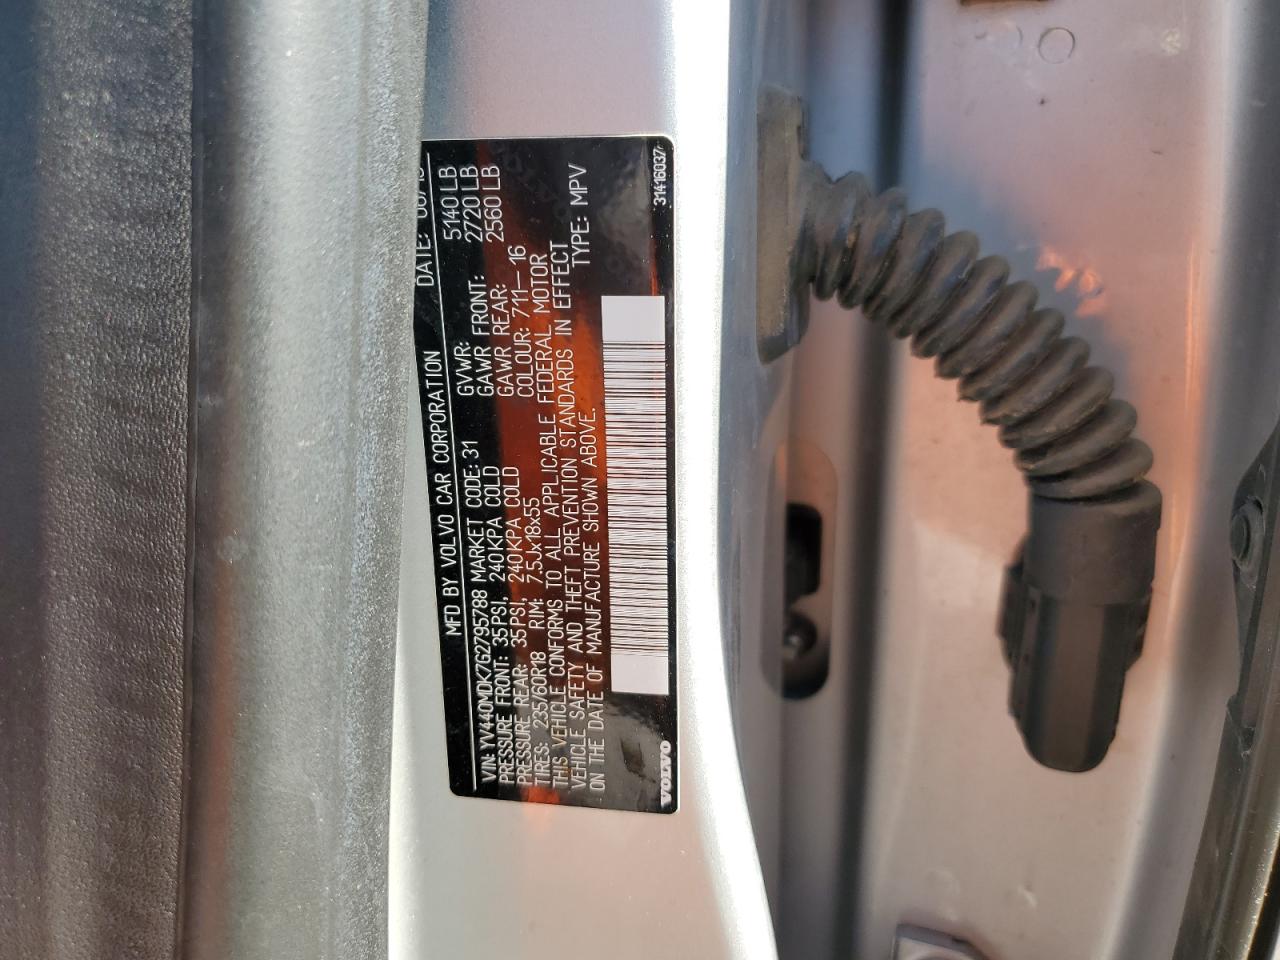 MFD BY VOLVO CAR CORPORATION DATE:
VIN: YV440MDK7G2795788 MARKET CODE: 31 GVWR: 5140 LB
PRESSURE FRONT: 35PSI, 240KPA COLD GAWR FRONT: 2720 LB
PRESSURE REAR: 35PSI, 240KPA COLD GAWR REAR: 2560 LB
TIRES: 235/60R18 RIM: 7.5Jx18x55 COLOUR: 711-16
THIS VEHICLE CONFORMS TO ALL APPLICABLE FEDERAL MOTOR
VEHICLE SAFETY AND THEFT PREVENTION STANDARDS IN EFFECT
ON THE DATE OF MANUFACTURE SHOWN ABOVE. TYPE: MPV
VOLVO 31416037